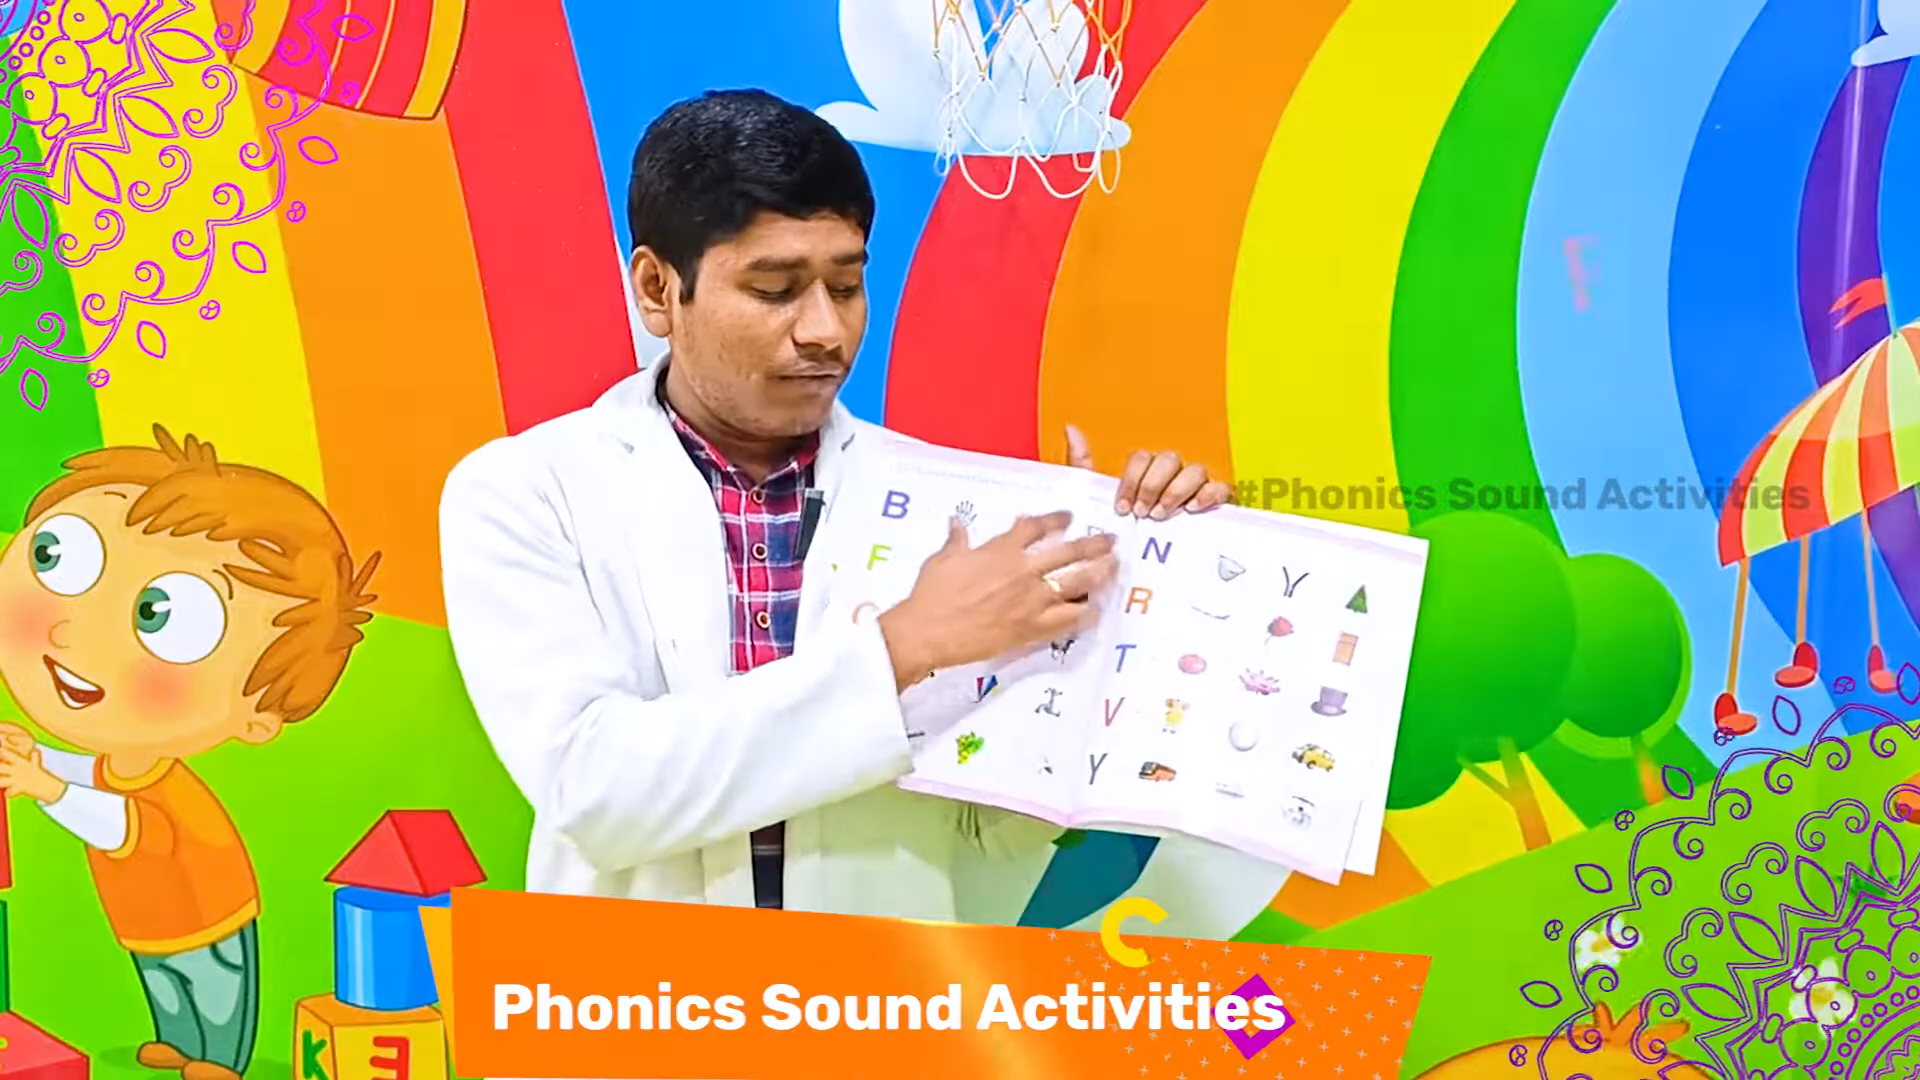 #Phonics Sound Activities
B
F
N
R
T
V
Y
K
Phonics Sound Activities